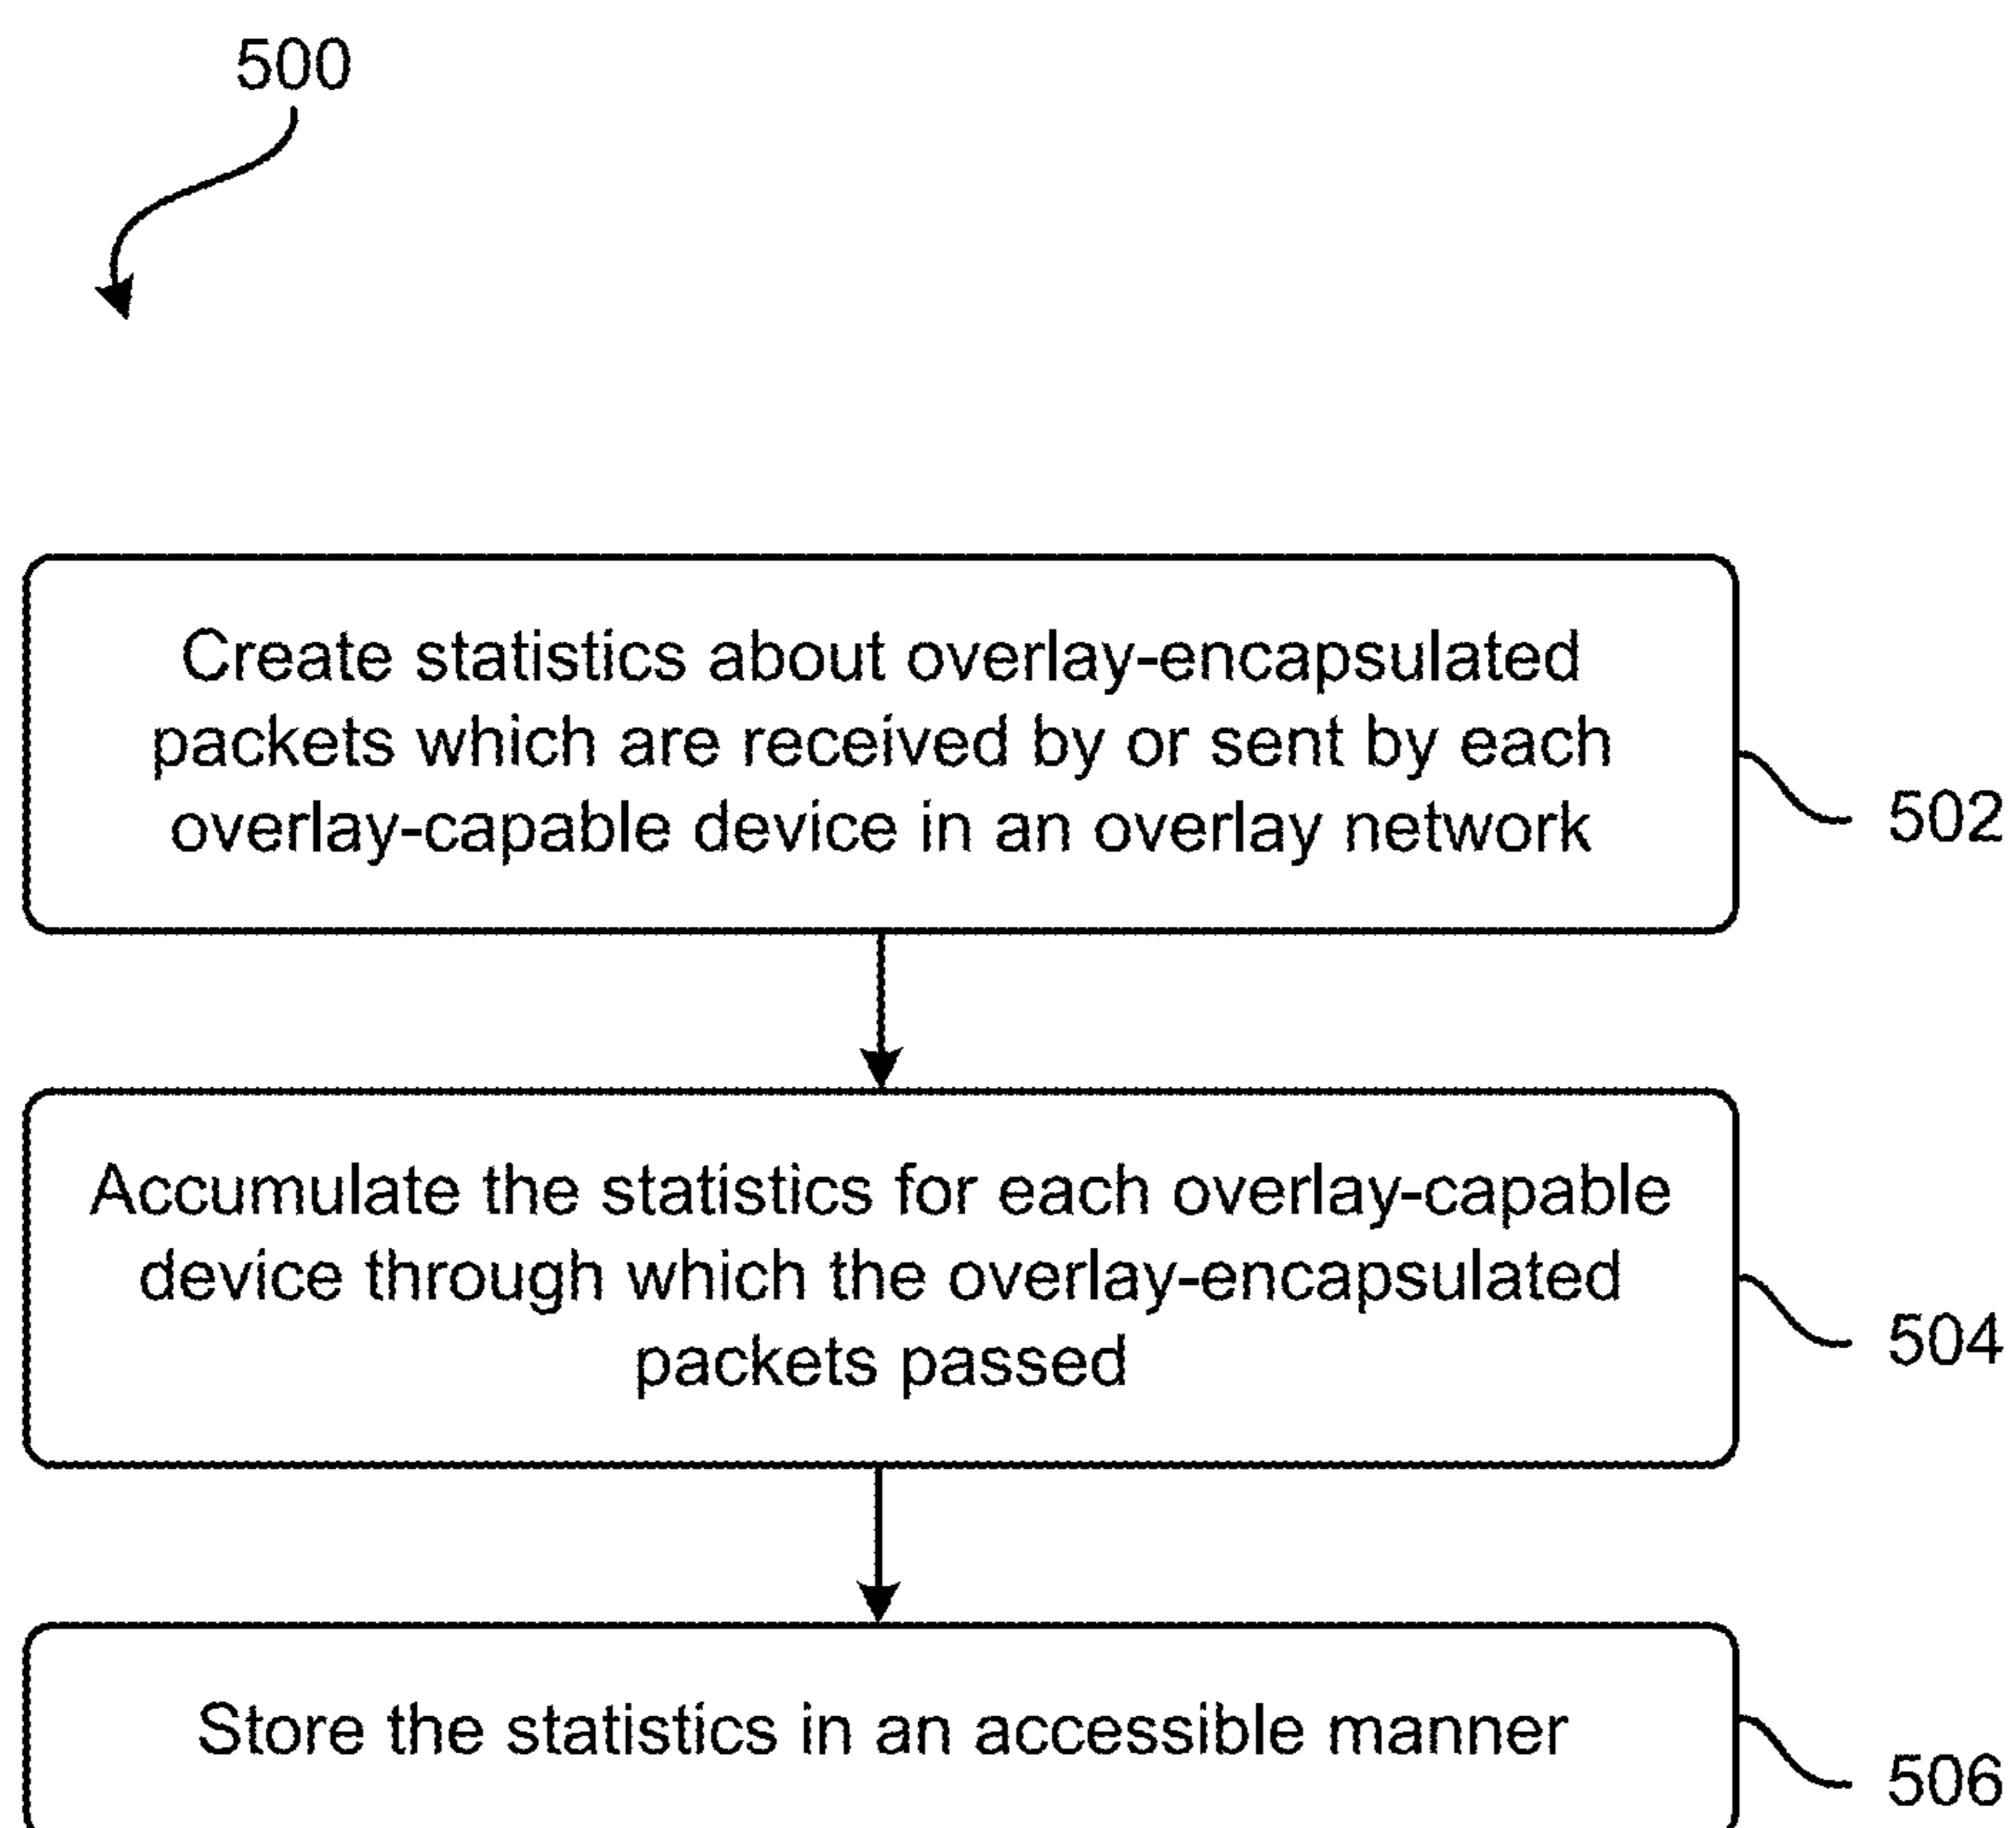 500
Create statistics about overlay-encapsulated
packets which are received by or sent by each
overlay-capable device in an overlay network
502
Accumulate the statistics for each overlay-capable
device through which the overlay-encapsulated
packets passed
504
Store the statistics in an accessible manner
506